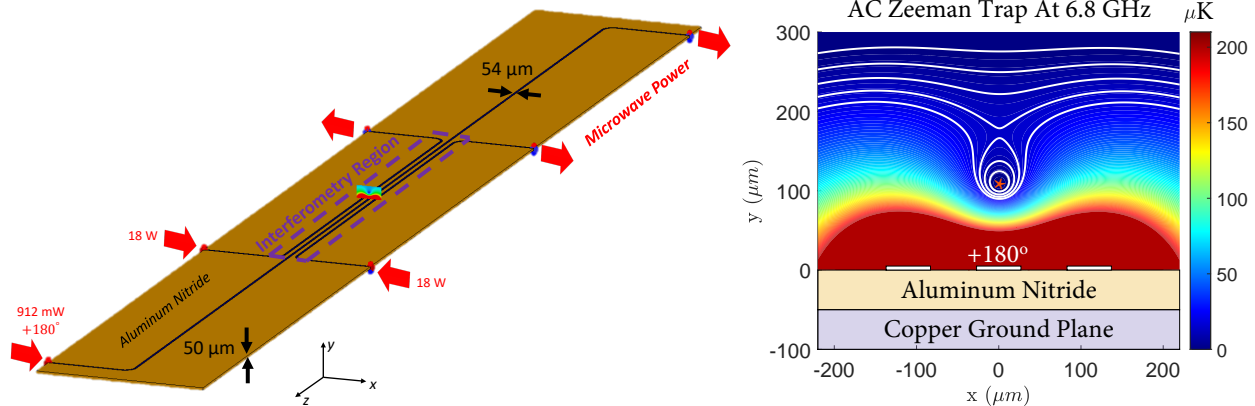 54 μm
Microwave Power
Interferometry Region
18 W
18 W
Aluminum Nitride
912 mW
+180°
50 μm
y
x
z
AC Zeeman Trap At 6.8 GHz
μK
300
200
100
0
-100
y (μm)
+180º
Aluminum Nitride
Copper Ground Plane
-200
-100
0
100
200
x (μm)
200
150
100
50
0